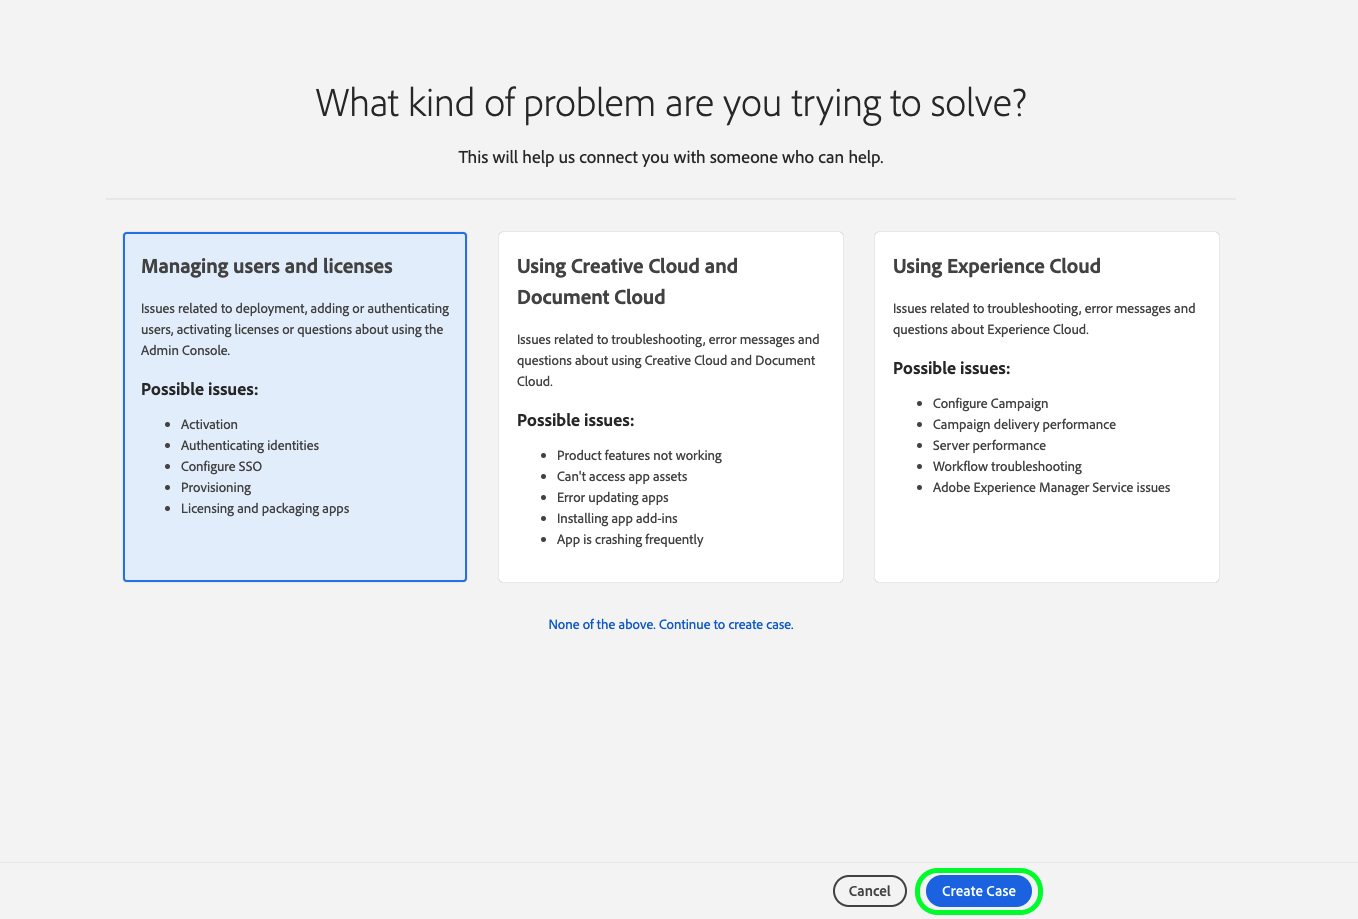 What kind of problem are you trying to solve?
This will help us connect you with someone who can help.
Managing users and licenses
Issues related to deployment, adding or authenticating
users, activating licenses or questions about using the
Admin Console.
Possible issues:
Activation
Authenticating identities
Configure SSO
Provisioning
Licensing and packaging apps
Using Creative Cloud and
Document Cloud
Issues related to troubleshooting, error messages and
questions about using Creative Cloud and Document
Cloud.
Possible issues:
Product features not working
Can't access app assets
Error updating apps
Installing app add-ins
App is crashing frequently
Using Experience Cloud
Issues related to troubleshooting, error messages and
questions about Experience Cloud.
Possible issues:
Configure Campaign
Campaign delivery performance
Server performance
Workflow troubleshooting
Adobe Experience Manager Service issues
None of the above. Continue to create case.
Cancel
Create Case